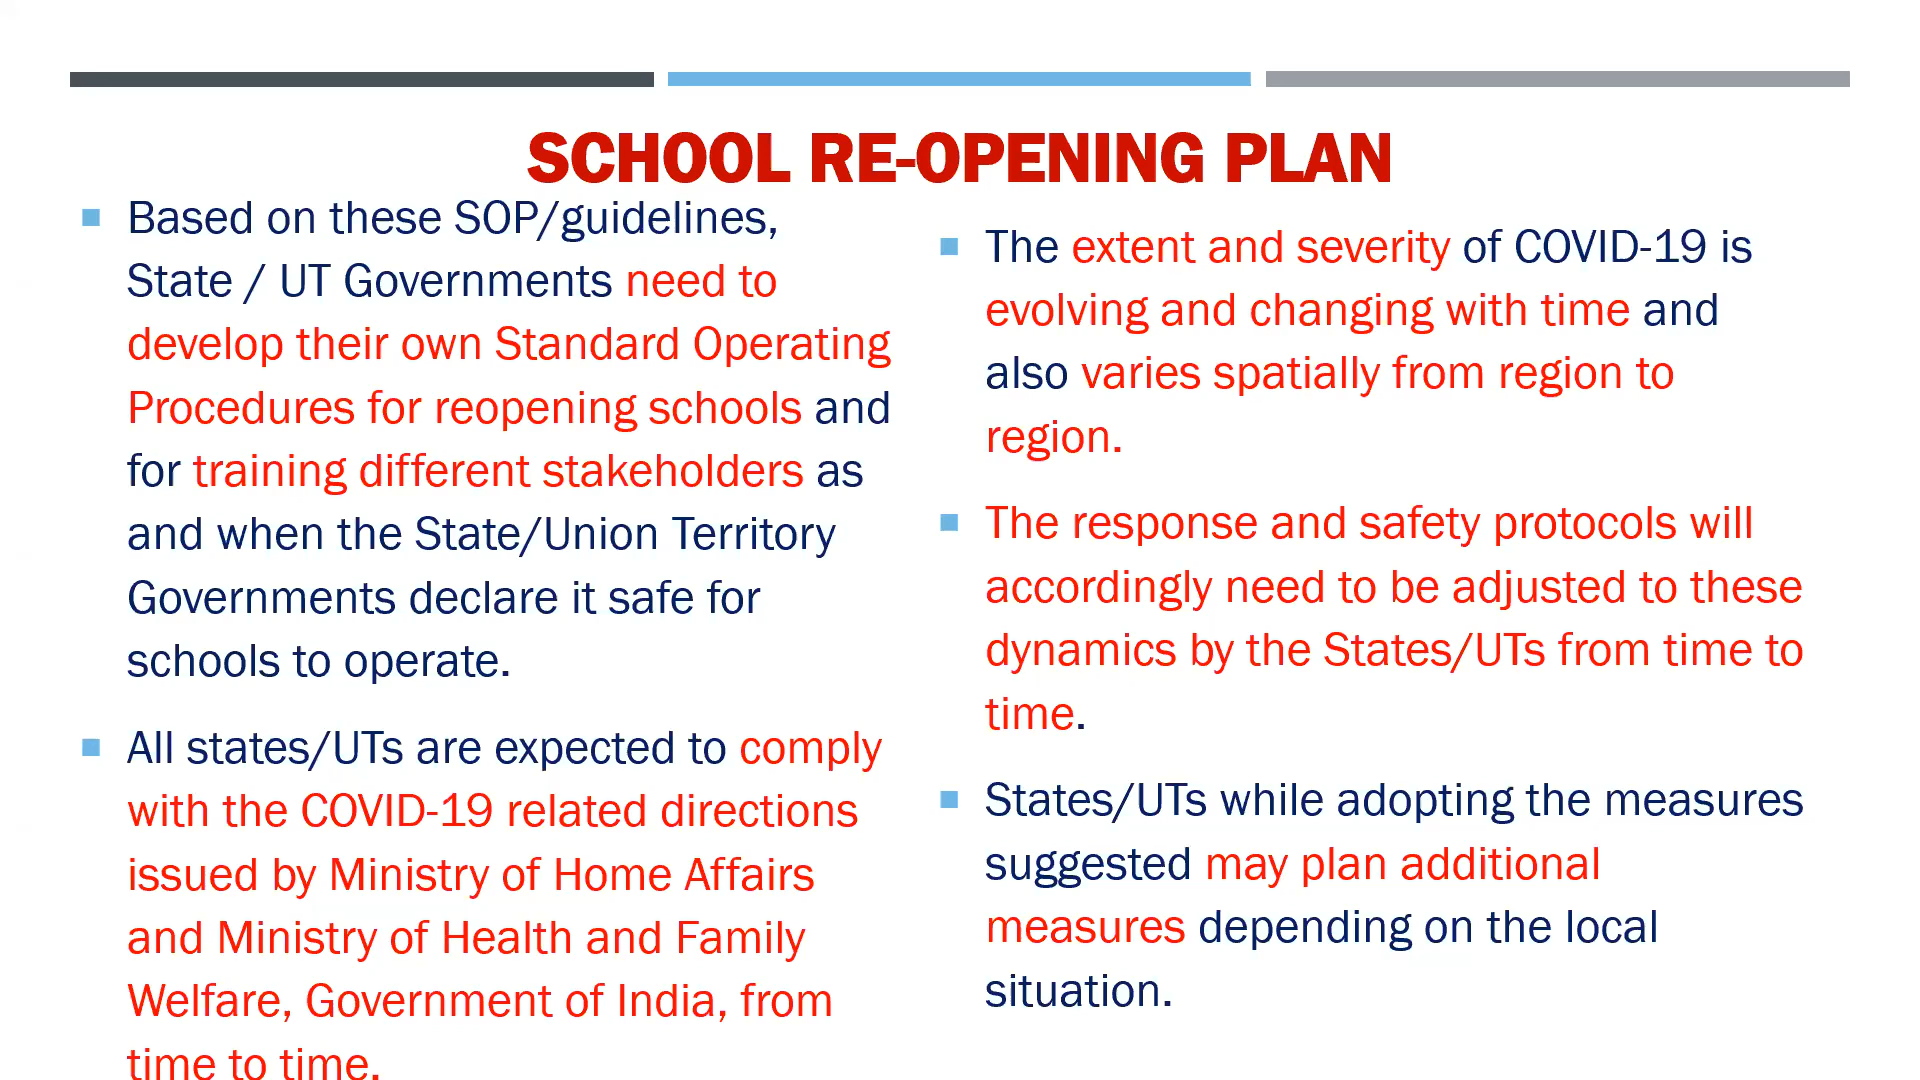 SCHOOL RE-OPENING PLAN
Based on these SOP/guidelines,
State / UT Governments need to
develop their own Standard Operating
Procedures for reopening schools and
for training different stakeholders as
and when the State/Union Territory
Governments declare it safe for
schools to operate.
All states/UTs are expected to comply
with the COVID-19 related directions
issued by Ministry of Home Affairs
and Ministry of Health and Family
Welfare, Government of India, from
time to time.
The extent and severity of COVID-19 is
evolving and changing with time and
also varies spatially from region to
region.
The response and safety protocols will
accordingly need to be adjusted to these
dynamics by the States/UTs from time to
time.
States/UTs while adopting the measures
suggested may plan additional
measures depending on the local
situation.